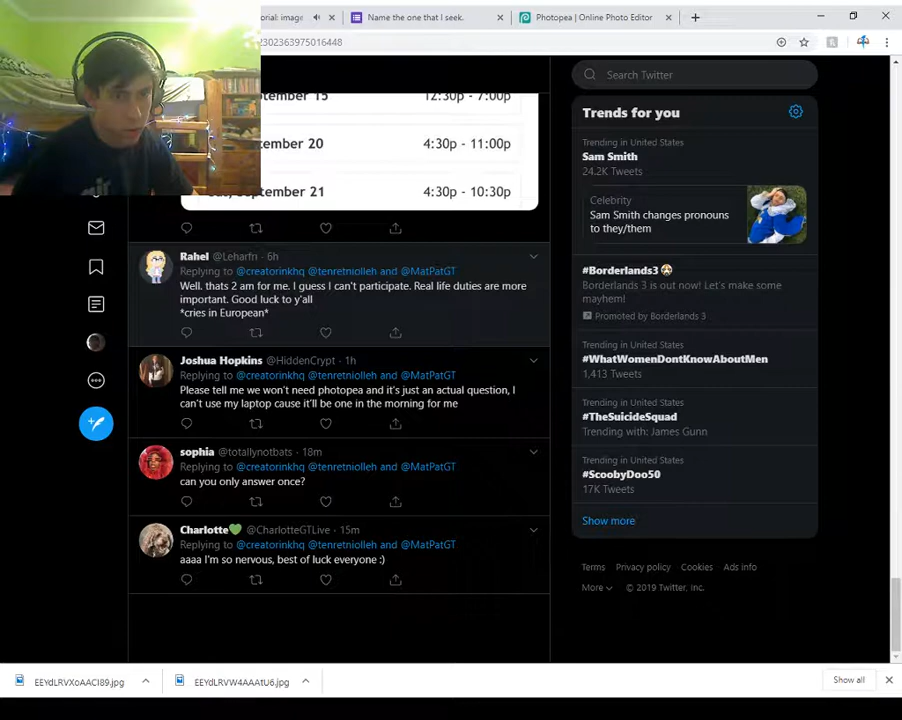 orial: image
Name the one that I seek.
Photopea | Online Photo Editor
2302363975016448
tember 15 12:30p - 7:00p
ember 20 4:30p - 11:00p
September 21 4:30p - 10:30p
Rahel @Leharfn · 6h
Replying to @creatorinkhq @tenretniolleh and @MatPatGT
Well. thats 2 am for me. I guess I can't participate. Real life duties are more
important. Good luck to y'all
*cries in European*
Joshua Hopkins @HiddenCrypt · 1h
Replying to @creatorinkhq @tenretniolleh and @MatPatGT
Please tell me we won't need photopea and it's just an actual question, I
can't use my laptop cause it'll be one in the morning for me
sophia @totallynotbats · 18m
Replying to @creatorinkhq @tenretniolleh and @MatPatGT
can you only answer once?
Charlotte💚 @CharlotteGTLive · 15m
Replying to @creatorinkhq @tenretniolleh and @MatPatGT
aaaa I'm so nervous, best of luck everyone :)
Search Twitter
Trends for you
Trending in United States
Sam Smith
24.2K Tweets
Celebrity
Sam Smith changes pronouns
to they/them
#Borderlands3
Borderlands 3 is out now! Let's make some
mayhem!
Promoted by Borderlands 3
Trending in United States
#WhatWomenDontKnowAboutMen
1,413 Tweets
Trending in United States
#TheSuicideSquad
Trending with: James Gunn
Trending in United States
#ScoobyDoo50
17K Tweets
Show more
Terms Privacy policy Cookies Ads info
More © 2019 Twitter, Inc.
EEYdLRVXoAACI89.jpg
EEYdLRVW4AAAtU6.jpg
Show all